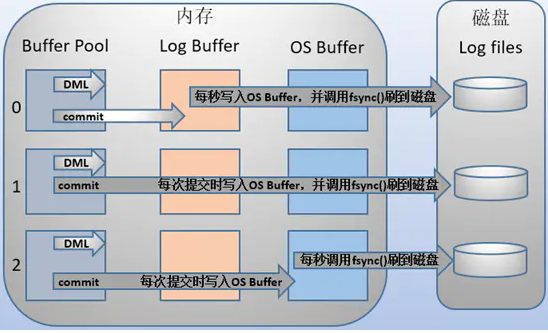 内存
磁盘
Buffer Pool
Log Buffer
OS Buffer
Log files
0
DML
commit
每秒写入OS Buffer，并调用fsync()刷到磁盘
1
DML
commit
每次提交时写入OS Buffer，并调用fsync()刷到磁盘
2
DML
commit
每次提交时写入OS Buffer
每秒调用fsync()刷到磁盘